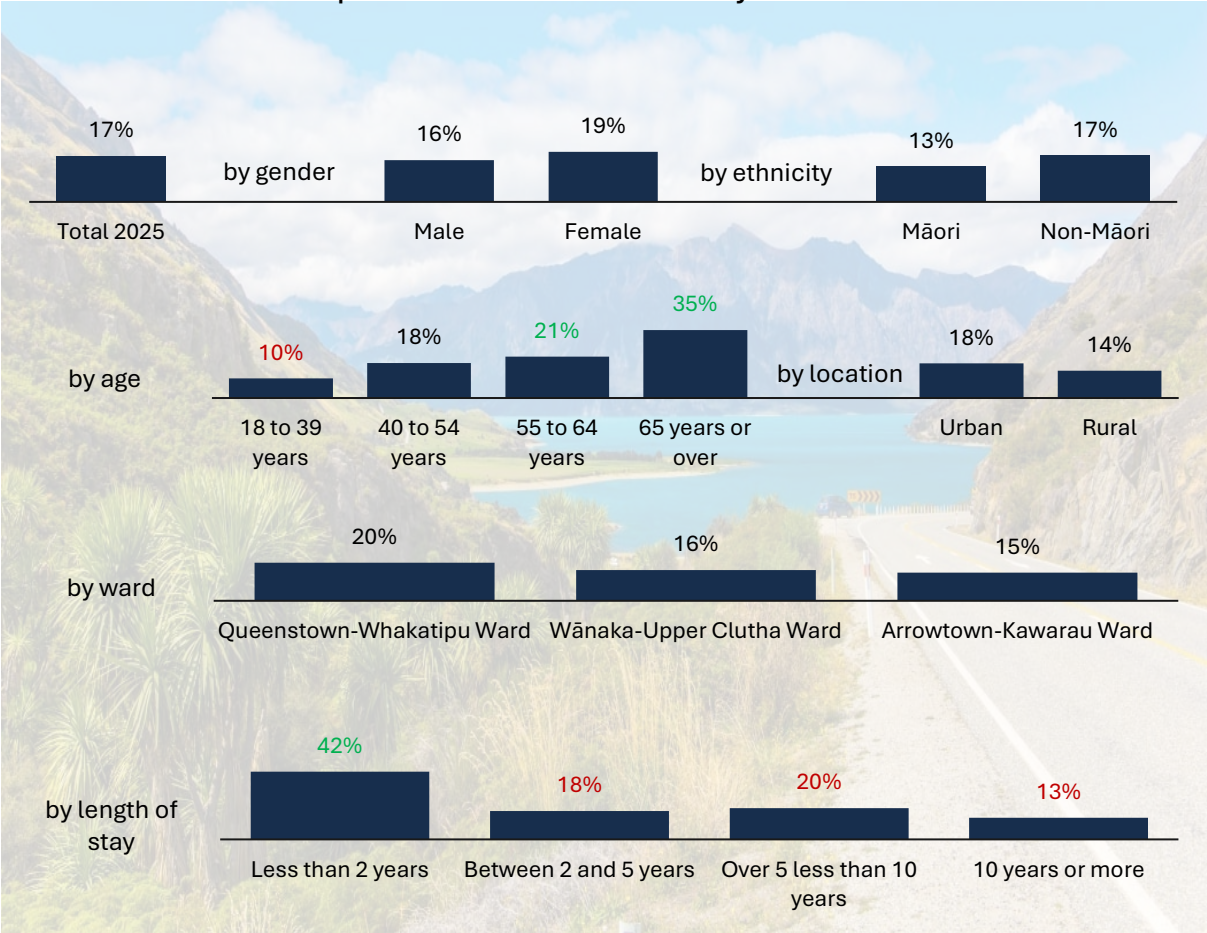 17%
16%
19%
13%
17%
by gender
by ethnicity
Total 2025
Male
Female
Māori
Non-Māori
35%
21%
18%
10%
18%
14%
by age
by location
18 to 39
years
40 to 54
years
55 to 64
years
65 years or
over
Urban
Rural
20%
16%
15%
by ward
Queenstown-Whakatipu Ward
Wānaka-Upper Clutha Ward
Arrowtown-Kawarau Ward
42%
18%
20%
13%
by length of
stay
Less than 2 years
Between 2 and 5 years
Over 5 less than 10
years
10 years or more